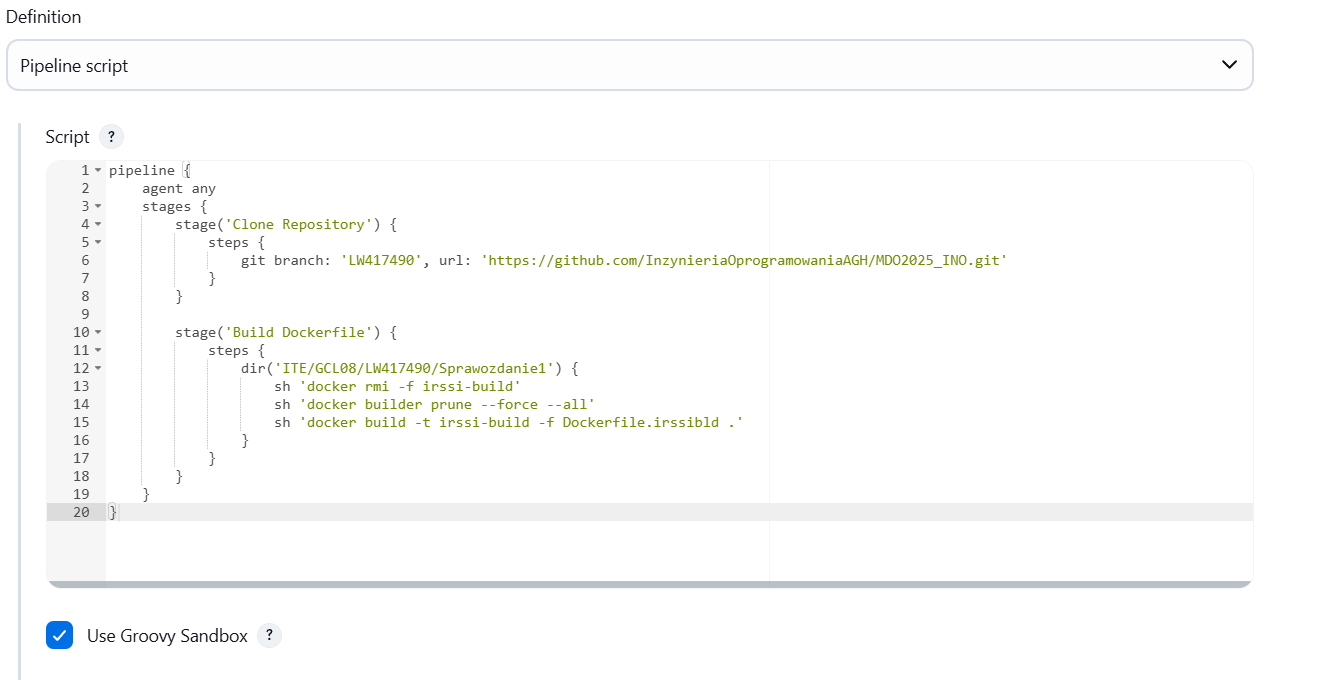 Definition
Pipeline script
Script ?
1 pipeline {
2     agent any
3     stages {
4         stage('Clone Repository') {
5             steps {
6                 git branch: 'LW417490', url: 'https://github.com/InzynieriaOprogramowaniaAGH/MDO2025_INO.git'
7             }
8         }
9
10         stage('Build Dockerfile') {
11             steps {
12                 dir('ITE/GCL08/LW417490/Sprawozdanie1') {
13                     sh 'docker rmi -f irssi-build'
14                     sh 'docker builder prune --force --all'
15                     sh 'docker build -t irssi-build -f Dockerfile.irssibld .'
16                 }
17             }
18         }
19     }
20 }
Use Groovy Sandbox ?